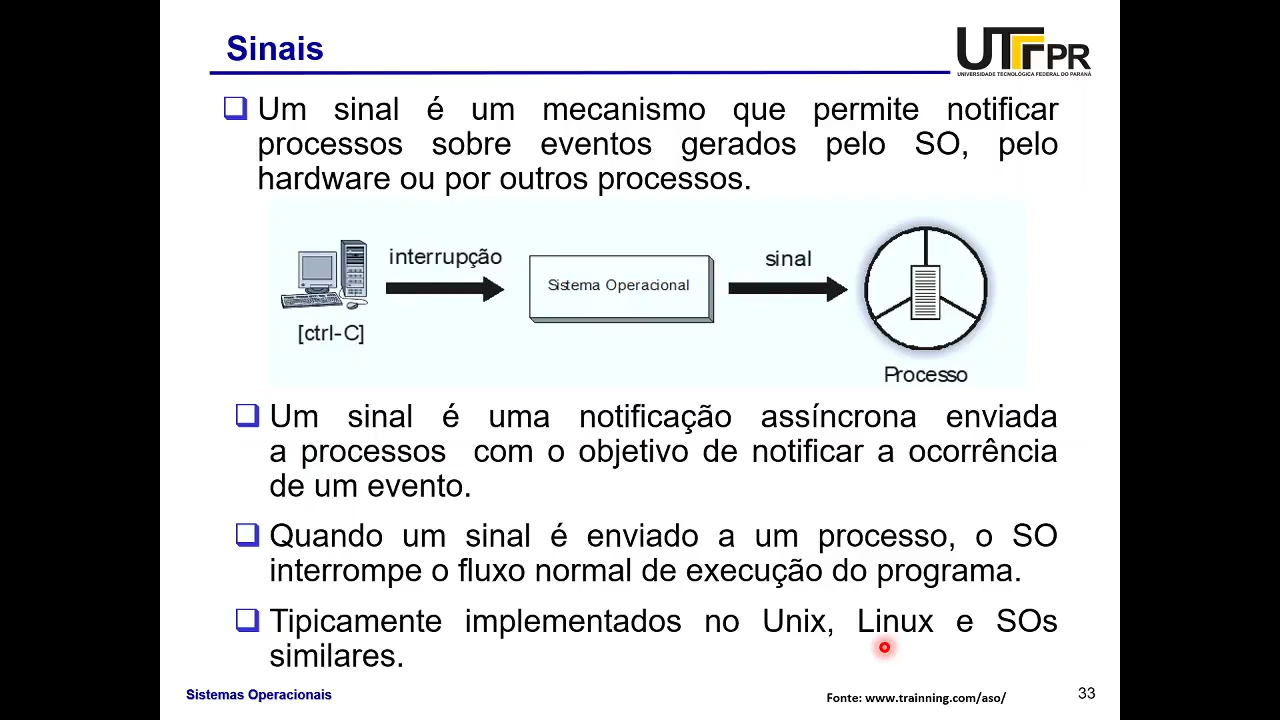 Sinais
UTFPR
UNIVERSIDADE TECNOLÓGICA FEDERAL DO PARANÁ
Um sinal é um mecanismo que permite notificar
processos sobre eventos gerados pelo SO, pelo
hardware ou por outros processos.
interrupção
sinal
Sistema Operacional
[ctrl-C]
Processo
Um sinal é uma notificação assíncrona enviada
a processos com o objetivo de notificar a ocorrência
de um evento.
Quando um sinal é enviado a um processo, o SO
interrompe o fluxo normal de execução do programa.
Tipicamente implementados no Unix, Linux e SOs
similares.
Sistemas Operacionais
Fonte: www.trainning.com/aso/
33